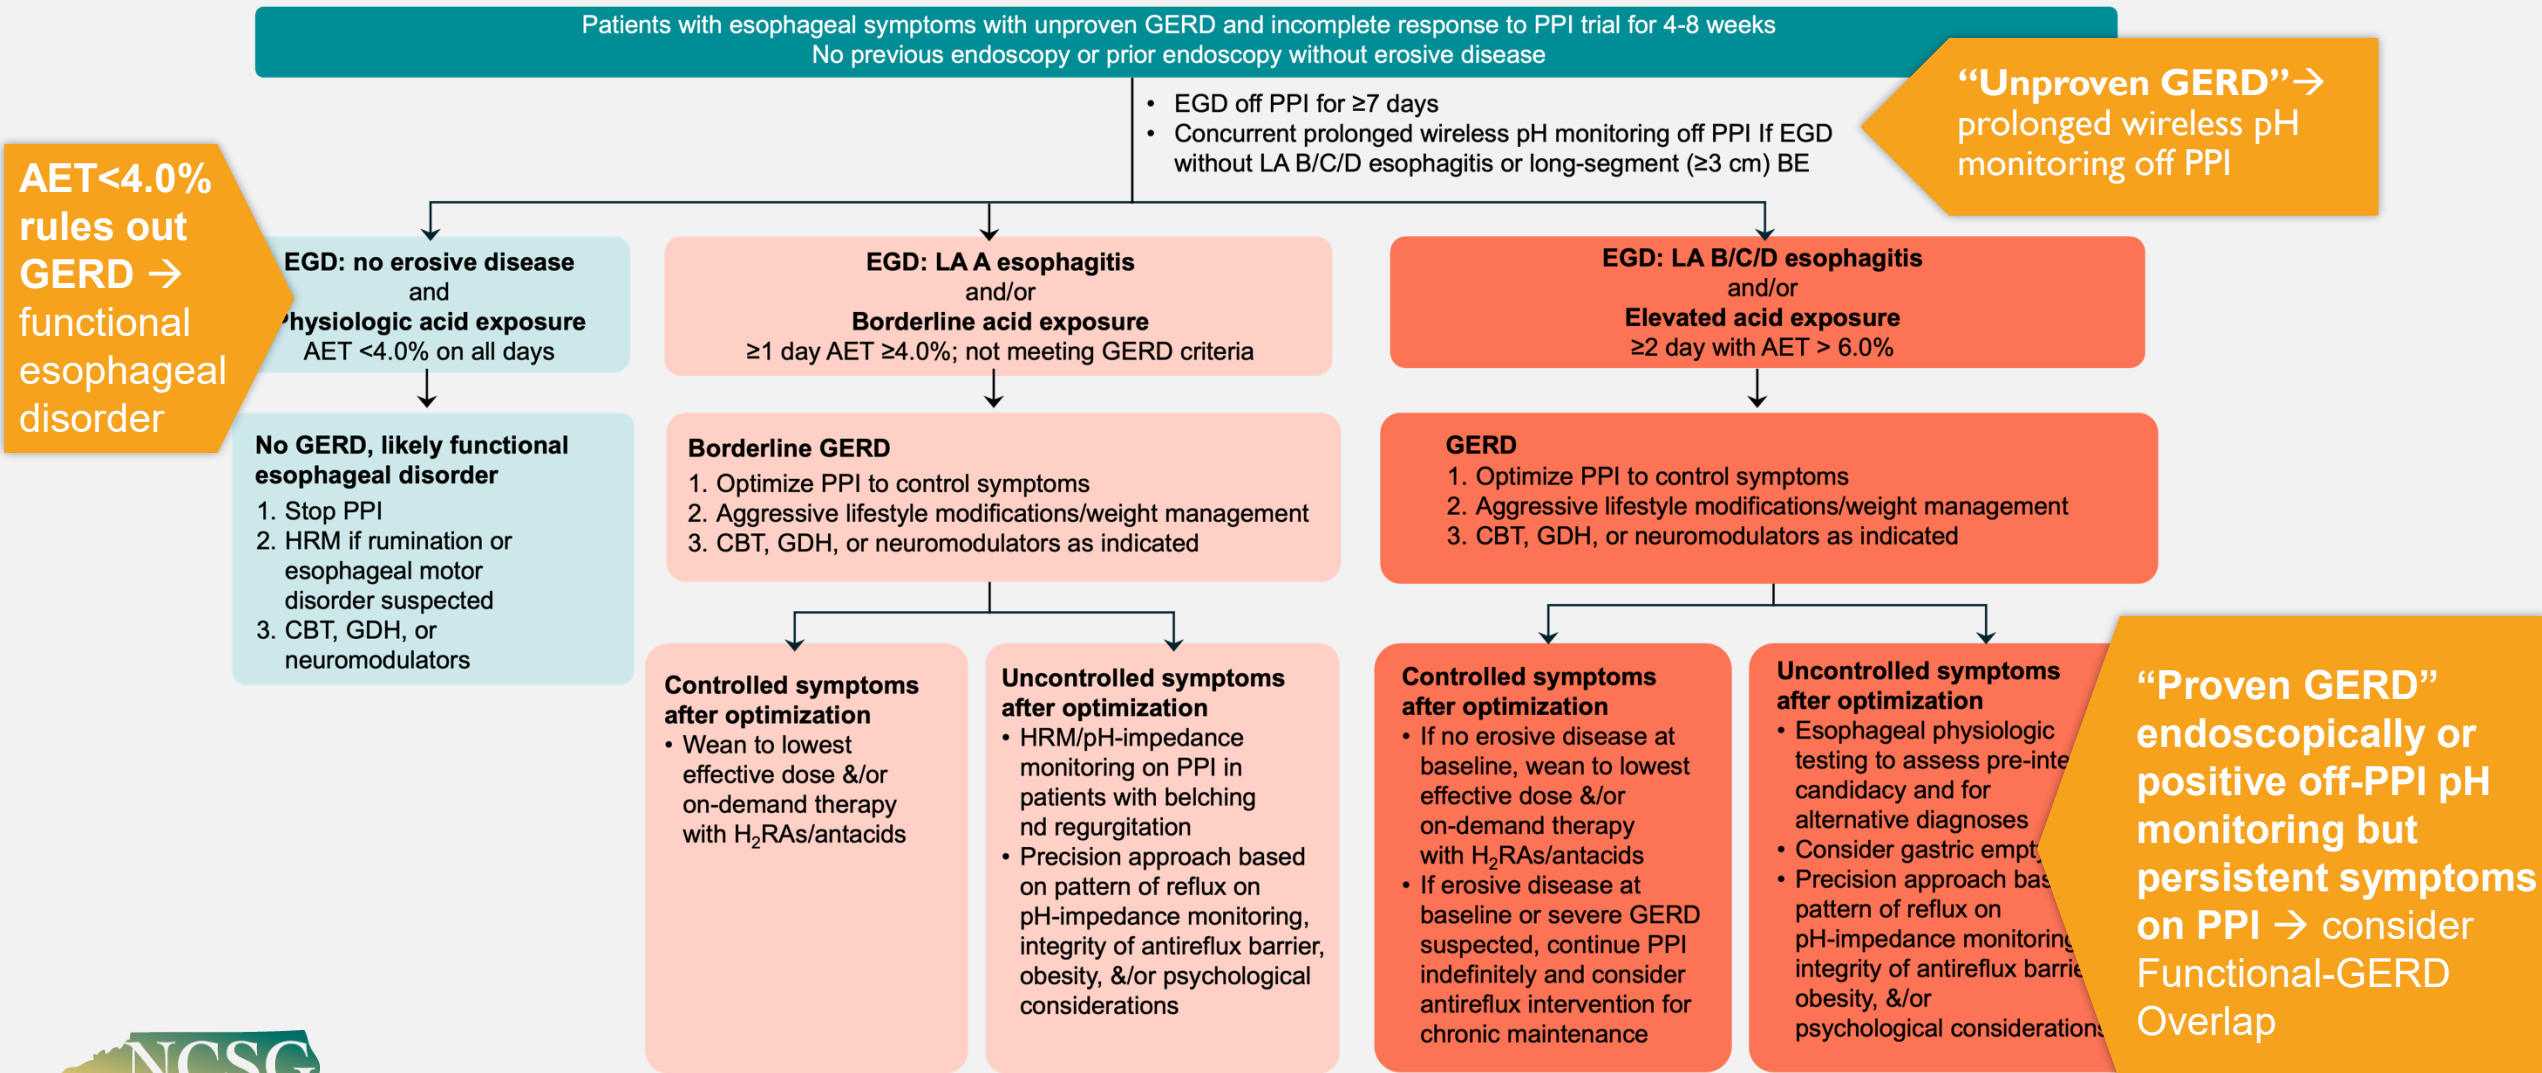 Patients with esophageal symptoms with unproven GERD and incomplete response to PPI trial for 4-8 weeks
No previous endoscopy or prior endoscopy without erosive disease
• EGD off PPI for ≥7 days
• Concurrent prolonged wireless pH monitoring off PPI If EGD
without LA B/C/D esophagitis or long-segment (≥3 cm) BE
“Unproven GERD”→
prolonged wireless pH
monitoring off PPI
AET<4.0%
rules out
GERD →
functional
esophageal
disorder
EGD: no erosive disease
and
acid exposure
AET <4.0% on all days
EGD: LA A esophagitis
and/or
Borderline acid exposure
≥1 day AET ≥4.0%; not meeting GERD criteria
EGD: LA B/C/D esophagitis
and/or
Elevated acid exposure
≥2 day with AET > 6.0%
No GERD, likely functional
esophageal disorder
1. Stop PPI
2. HRM if rumination or
esophageal motor
disorder suspected
3. CBT, GDH, or
neuromodulators
Borderline GERD
1. Optimize PPI to control symptoms
2. Aggressive lifestyle modifications/weight management
3. CBT, GDH, or neuromodulators as indicated
GERD
1. Optimize PPI to control symptoms
2. Aggressive lifestyle modifications/weight management
3. CBT, GDH, or neuromodulators as indicated
Controlled symptoms
after optimization
• Wean to lowest
effective dose &/or
on-demand therapy
with H₂RAs/antacids
Uncontrolled symptoms
after optimization
• HRM/pH-impedance
monitoring on PPI in
patients with belching
nd regurgitation
• Precision approach based
on pattern of reflux on
pH-impedance monitoring,
integrity of antireflux barrier,
obesity, &/or psychological
considerations
Controlled symptoms
after optimization
• If no erosive disease at
baseline, wean to lowest
effective dose &/or
on-demand therapy
with H₂RAs/antacids
• If erosive disease at
baseline or severe GERD
suspected, continue PPI
indefinitely and consider
antireflux intervention for
chronic maintenance
Uncontrolled symptoms
after optimization
• Esophageal physiologic
testing to assess
candidacy and for
alternative diagnoses
• Consider gastric
• Precision approach
pattern of reflux on
pH-impedance monitoring
integrity of antireflux
obesity, &/or
psychological considerations
“Proven GERD”
endoscopically or
positive off-PPI pH
monitoring but
persistent symptoms
on PPI → consider
Functional-GERD
Overlap
NCSG